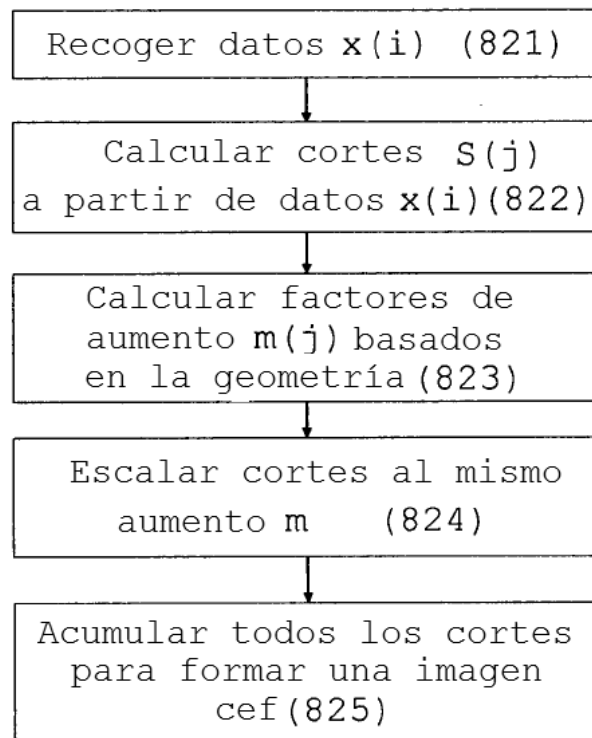 Recoger datos x(i) (821)
Calcular cortes S(j)
a partir de datos x(i)(822)
Calcular factores de
aumento m(j) basados
en la geometría (823)
Escalar cortes al mismo
aumento m (824)
Acumular todos los cortes
para formar una imagen
cef (825)